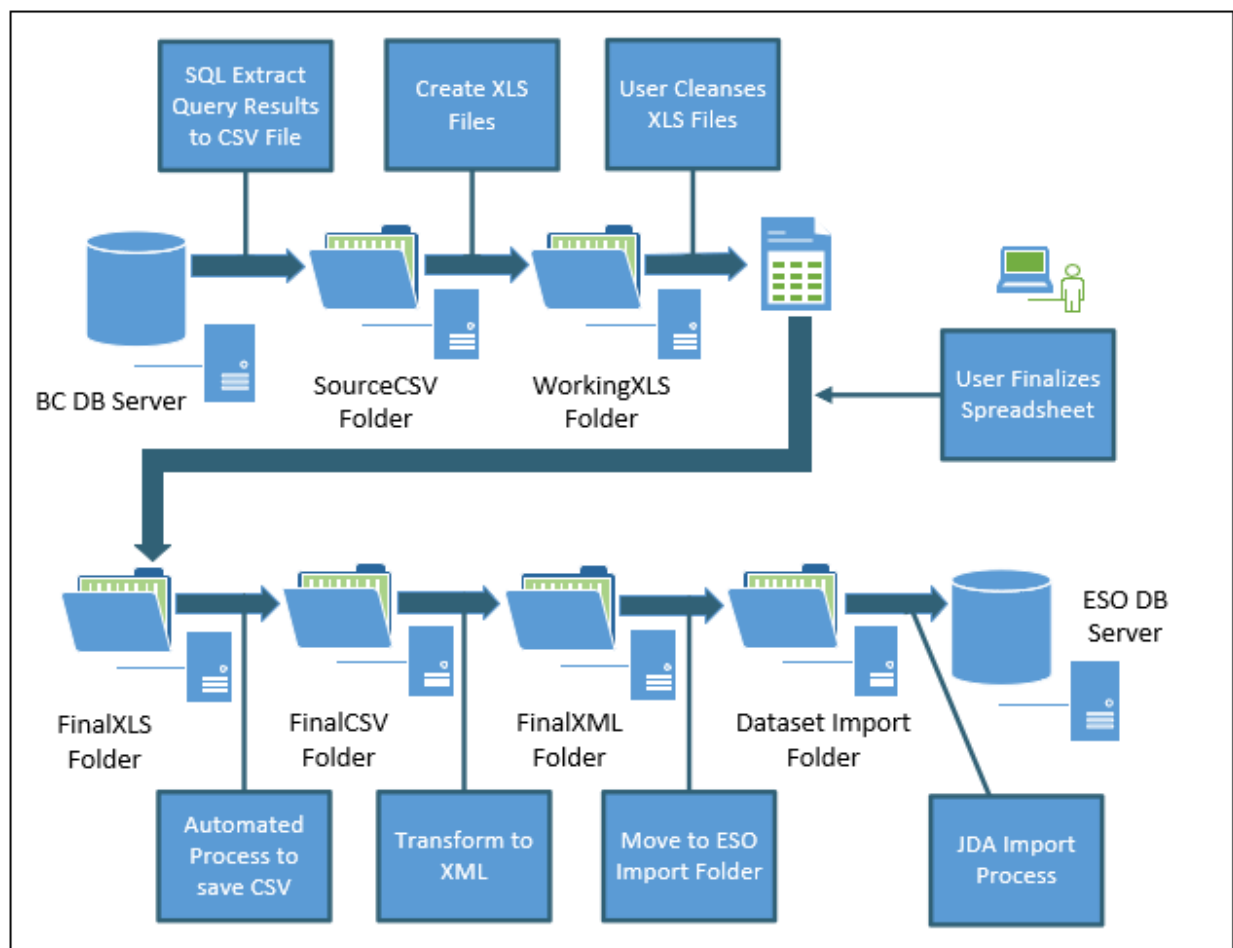 SQL Extract
Query Results
to CSV File
Create XLS
Files
User Cleanses
XLS Files
BC DB Server
SourceCSV
Folder
WorkingXLS
Folder
User Finalizes
Spreadsheet
FinalXLS
Folder
FinalCSV
Folder
FinalXML
Folder
Dataset Import
Folder
ESO DB
Server
Automated
Process to
save CSV
Transform to
XML
Move to ESO
Import Folder
JDA Import
Process